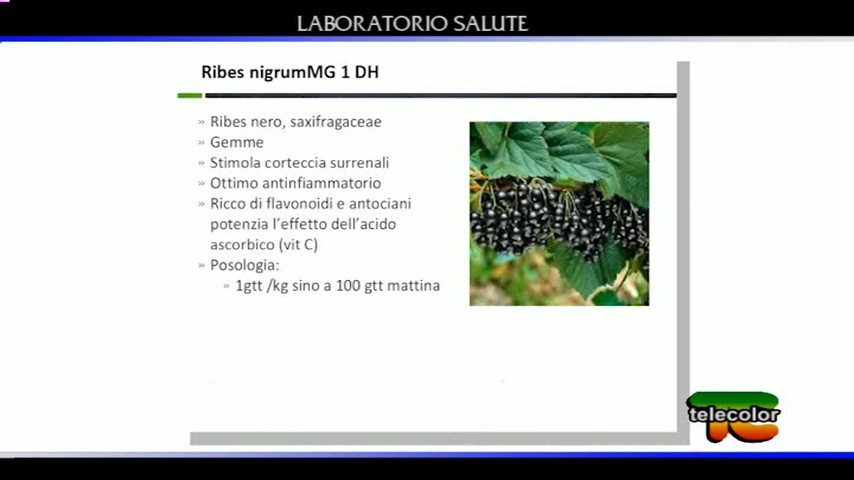 LABORATORIO SALUTE
Ribes nigrumMG 1 DH
» Ribes nero, saxifragaceae
» Gemme
» Stimola corteccia surrenali
» Ottimo antinfiammatorio
» Ricco di flavonoidi e antociani
potenzia l'effetto dell'acido
ascorbico (vit C)
» Posologia:
» 1gtt /kg sino a 100 gtt mattina
telecolor